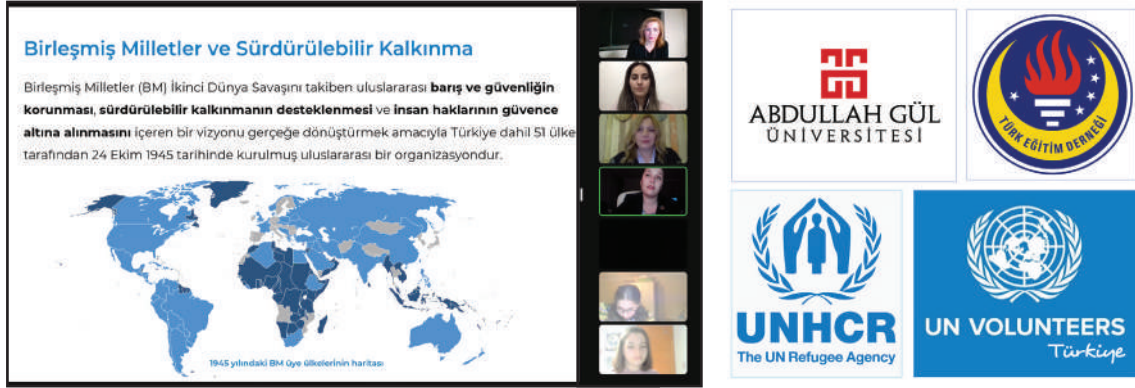 Birleşmiş Milletler ve Sürdürülebilir Kalkınma
Birleşmiş Milletler (BM) İkinci Dünya Savaşını takiben uluslararası barış ve güvenliğin
korunması, sürdürülebilir kalkınmanın desteklenmesi ve insan haklarının güvence
altına alınmasını içeren bir vizyonu gerçeğe dönüştürmek amacıyla Türkiye dahil 51 ülke
tarafından 24 Ekim 1945 tarihinde kurulmuş uluslararası bir organizasyondur.
1945 yılındaki BM üye ülkelerinin haritası
ABDULLAH GÜL
ÜNİVERSİTESİ
TÜRK EĞİTİM DERNEĞİ
UNHCR
The UN Refugee Agency
UN VOLUNTEERS
Türkiye